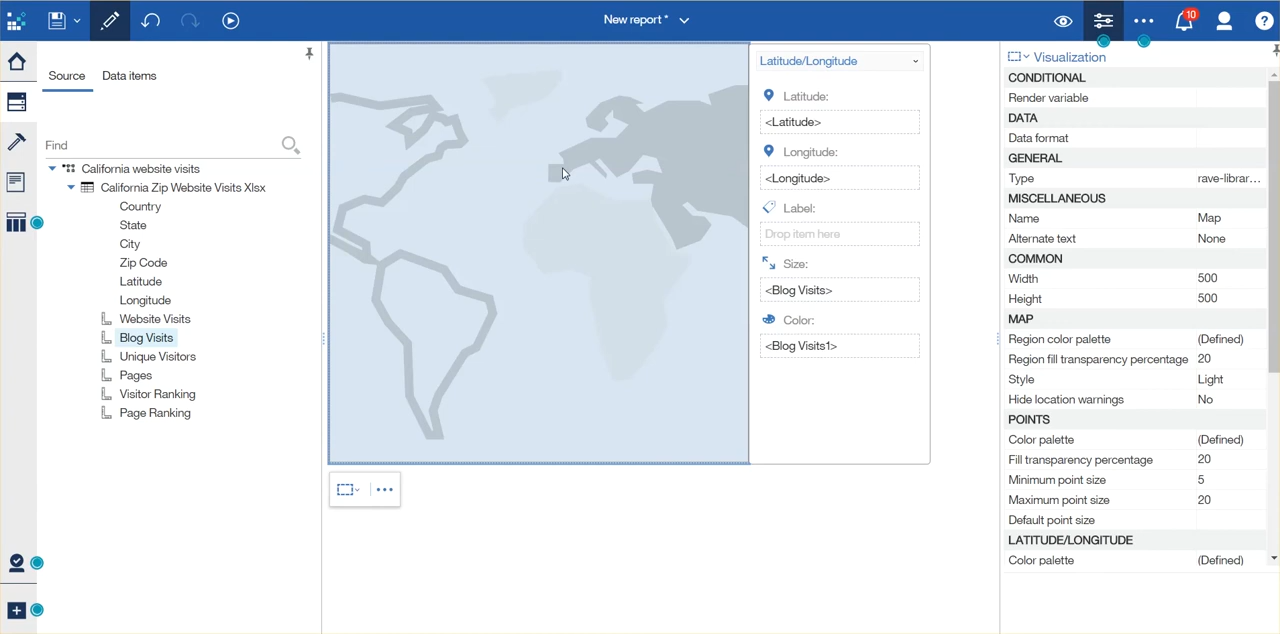 New report *
10
?
Source
Data items
Find
California website visits
California Zip Website Visits Xlsx
Country
State
City
Zip Code
Latitude
Longitude
Website Visits
Blog Visits
Unique Visitors
Pages
Visitor Ranking
Page Ranking
Latitude/Longitude
Latitude:
<Latitude>
Longitude:
<Longitude>
Label:
Drop item here
Size:
<Blog Visits>
Color:
<Blog Visits1>
Visualization
CONDITIONAL
Render variable
DATA
Data format
GENERAL
Type rave-librar...
MISCELLANEOUS
Name Map
Alternate text None
COMMON
Width 500
Height 500
MAP
Region color palette (Defined)
Region fill transparency percentage 20
Style Light
Hide location warnings No
POINTS
Color palette (Defined)
Fill transparency percentage 20
Minimum point size 5
Maximum point size 20
Default point size
LATITUDE/LONGITUDE
Color palette (Defined)